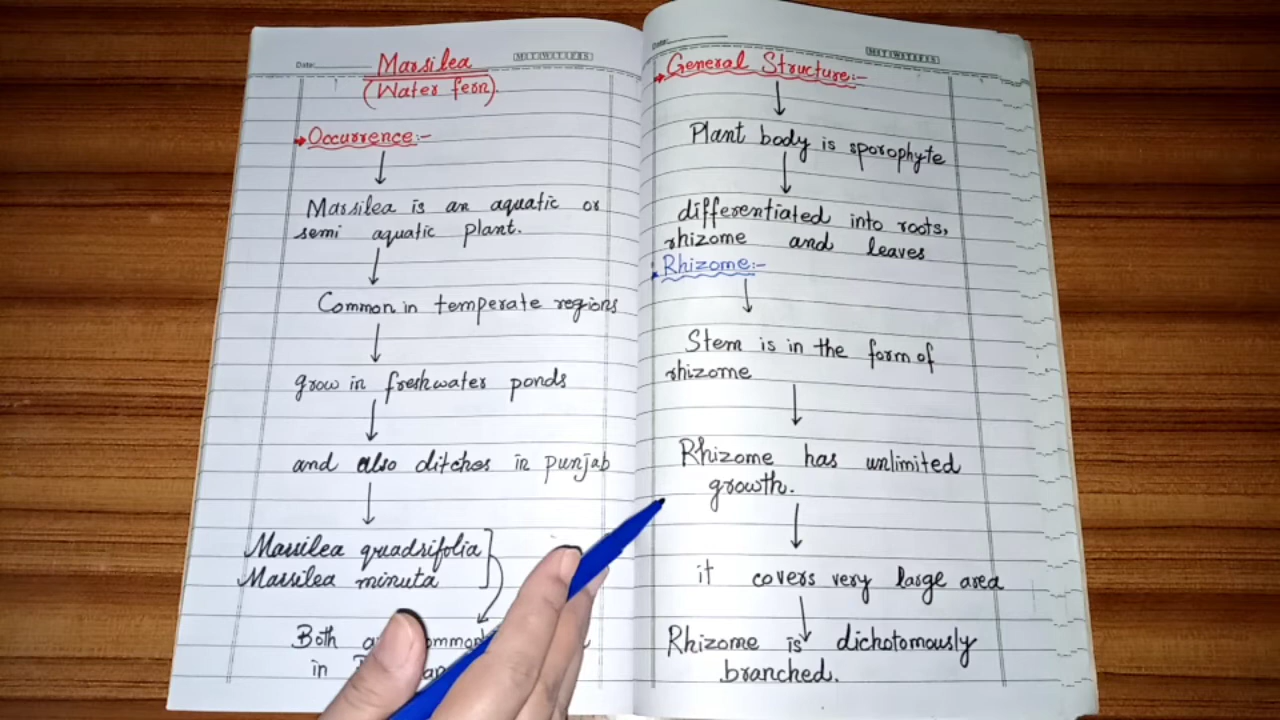 Date:
Marsilea
(Water fern).
→ Occurrence:-
Marsilea is an aquatic or
semi aquatic plant.
Common in temperate regions
grow in freshwater ponds
and also ditches in punjab
Marsilea quadrifolia
Marsilea minuta
Both
in
Date:
→ General Structure:-
Plant body is sporophyte
differentiated into roots,
rhizome and leaves
Rhizome:-
Stem is in the form of
rhizome
Rhizome has unlimited
growth.
it covers very large area
Rhizome is dichotomously
branched.